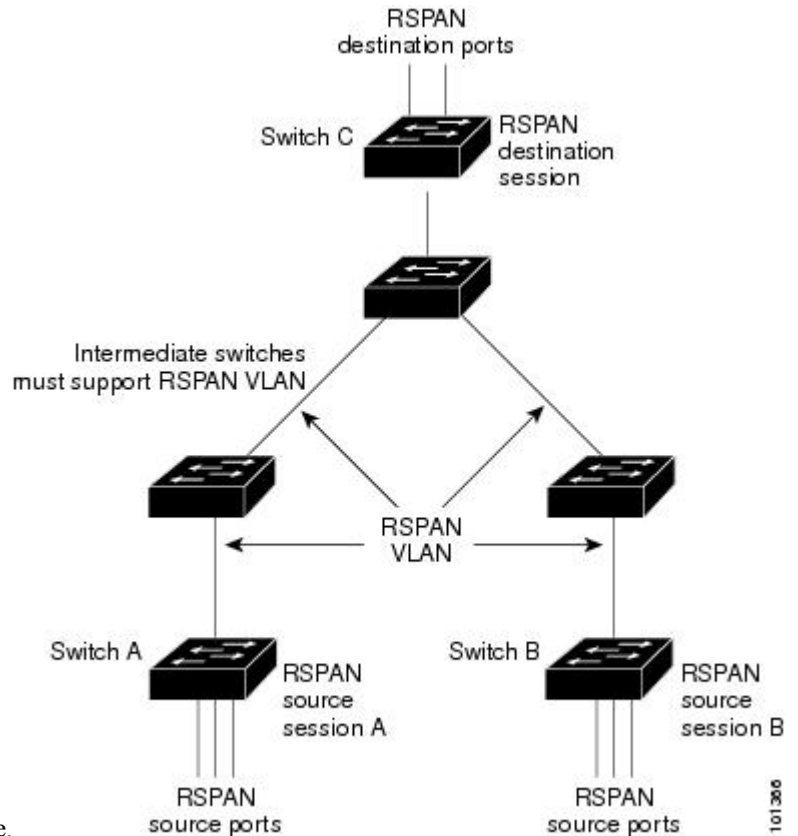 RSPAN
destination ports
Switch C
RSPAN
destination
session
Intermediate switches
must support RSPAN VLAN
RSPAN
VLAN
Switch A
RSPAN
source
session A
Switch B
RSPAN
source
session B
RSPAN
source ports
RSPAN
source ports
101366
e.